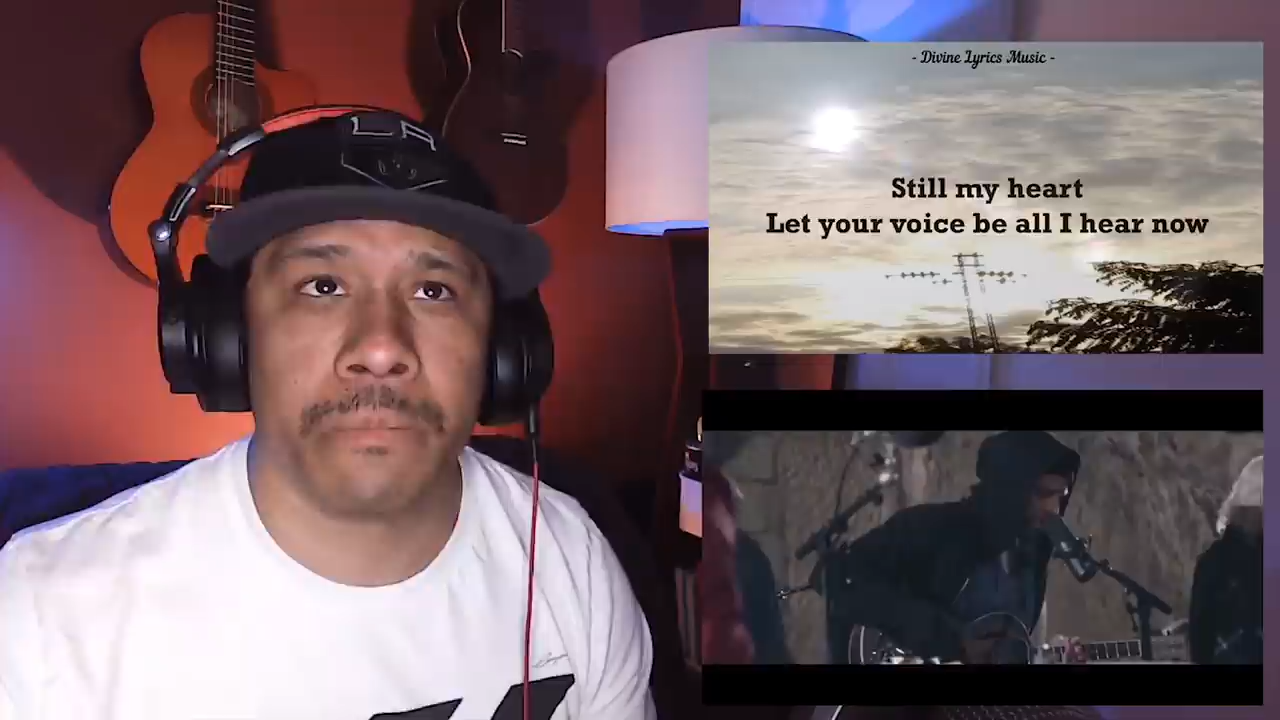 LA
- Divine Lyrics Music -
Still my heart
Let your voice be all I hear now